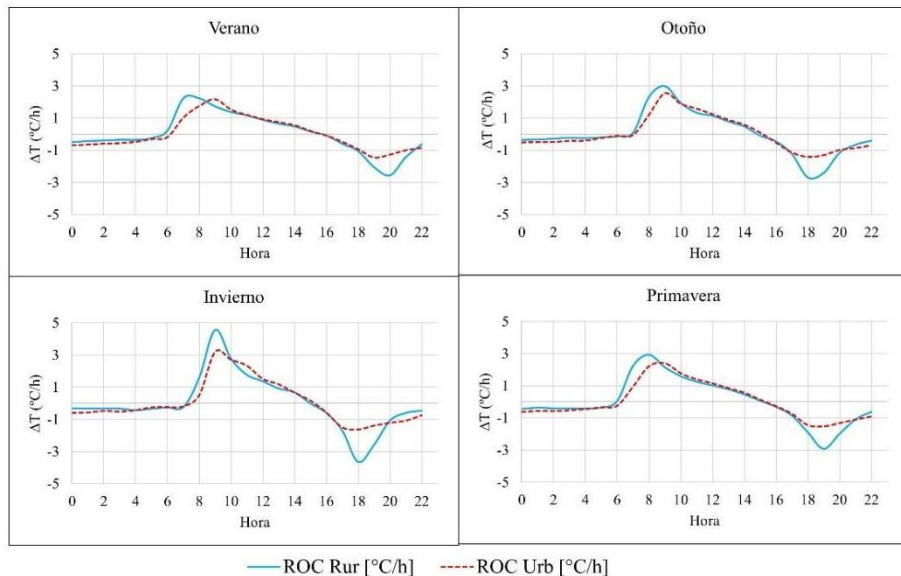 Verano
5
3
1
-1
-3
-5
ΔT (ºC/h)
0 2 4 6 8 10 12 14 16 18 20 22
Hora
Otoño
5
3
1
-1
-3
-5
ΔT (ºC/h)
0 2 4 6 8 10 12 14 16 18 20 22
Hora
Invierno
5
3
1
-1
-3
-5
ΔT (ºC/h)
0 2 4 6 8 10 12 14 16 18 20 22
Hora
Primavera
5
3
1
-1
-3
-5
ΔT (ºC/h)
0 2 4 6 8 10 12 14 16 18 20 22
Hora
ROC Rur [°C/h] ROC Urb [°C/h]